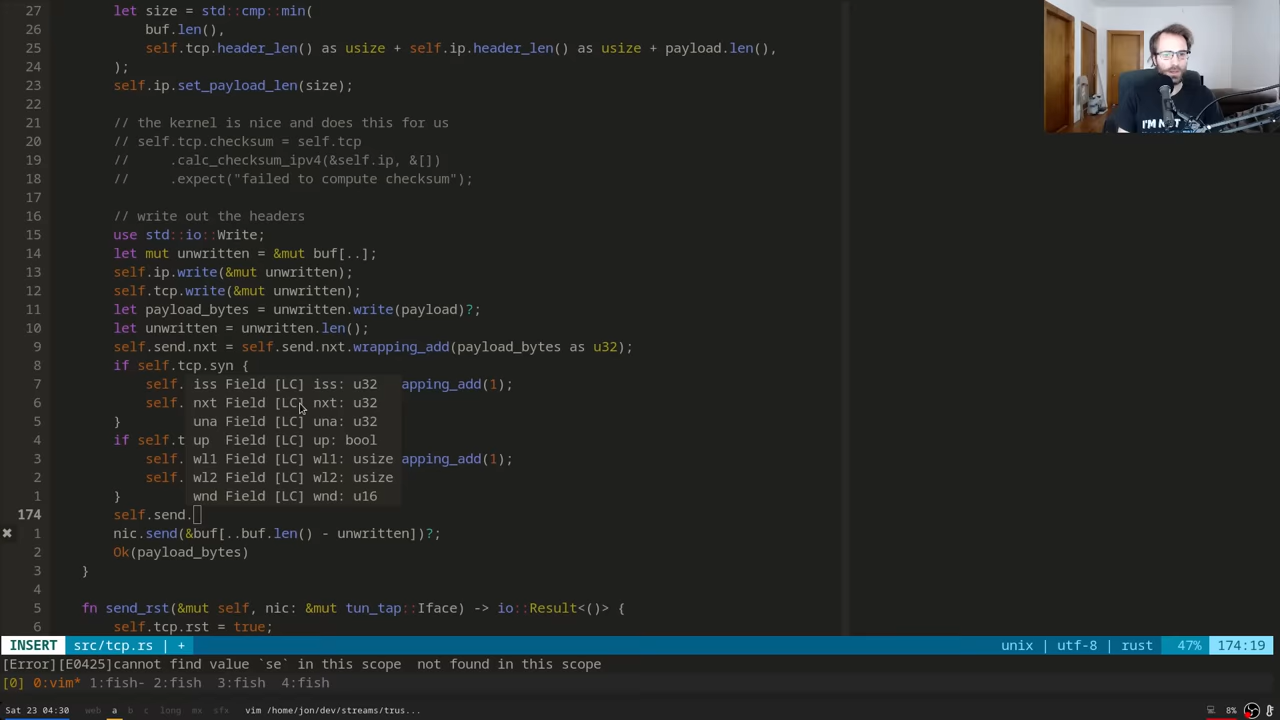 27 let size = std::cmp::min(
26 buf.len(),
25 self.tcp.header_len() as usize + self.ip.header_len() as usize + payload.len(),
24 );
23 self.ip.set_payload_len(size);
22
21 // the kernel is nice and does this for us
20 // self.tcp.checksum = self.tcp
19 // .calc_checksum_ipv4(&self.ip, &[])
18 // .expect("failed to compute checksum");
17
16 // write out the headers
15 use std::io::Write;
14 let mut unwritten = &mut buf[..];
13 self.ip.write(&mut unwritten);
12 self.tcp.write(&mut unwritten);
11 let payload_bytes = unwritten.write(payload)?;
10 let unwritten = unwritten.len();
9 self.send.nxt = self.send.nxt.wrapping_add(payload_bytes as u32);
8 if self.tcp.syn {
7 self. iss Field [LC] iss: u32 apping_add(1);
6 self. nxt Field [LC] nxt: u32
5 } una Field [LC] una: u32
4 if self.t up Field [LC] up: bool
3 self. wl1 Field [LC] wl1: usize apping_add(1);
2 self. wl2 Field [LC] wl2: usize
1 } wnd Field [LC] wnd: u16
174 self.send.
✖ 1 nic.send(&buf[..buf.len() - unwritten])?;
2 Ok(payload_bytes)
3 }
4
5 fn send_rst(&mut self, nic: &mut tun_tap::Iface) -> io::Result<()> {
6 self.tcp.rst = true;
INSERT src/tcp.rs | + unix | utf-8 | rust 47% 174:19
[Error][E0425]cannot find value `se` in this scope  not found in this scope
[0] 0:vim* 1:fish- 2:fish 3:fish 4:fish
Sat 23 04:30 web a b c long mx sfx vim /home/jon/dev/streams/trus... 8%
I'M NOT